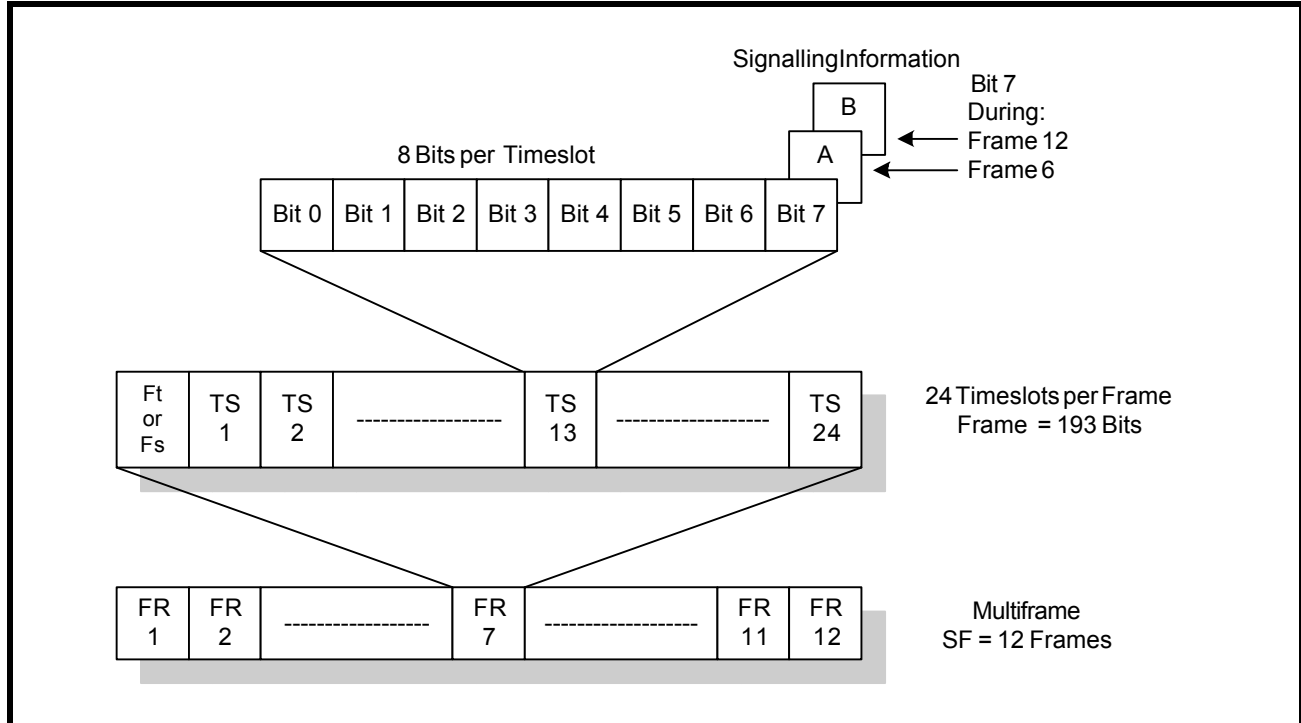 SignallingInformation
Bit 7
During:
Frame 12
Frame 6
B
A
8 Bits per Timeslot
Bit 0 Bit 1 Bit 2 Bit 3 Bit 4 Bit 5 Bit 6 Bit 7
Ft
or
Fs
TS
1
TS
2
------------------
TS
13
-------------------
TS
24
24 Timeslots per Frame
Frame = 193 Bits
FR
1
FR
2
------------------
FR
7
-------------------
FR
11
FR
12
Multiframe
SF = 12 Frames